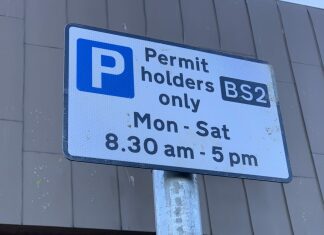 P Permit
holders BS2
only
Mon - Sat
8.30 am - 5 pm